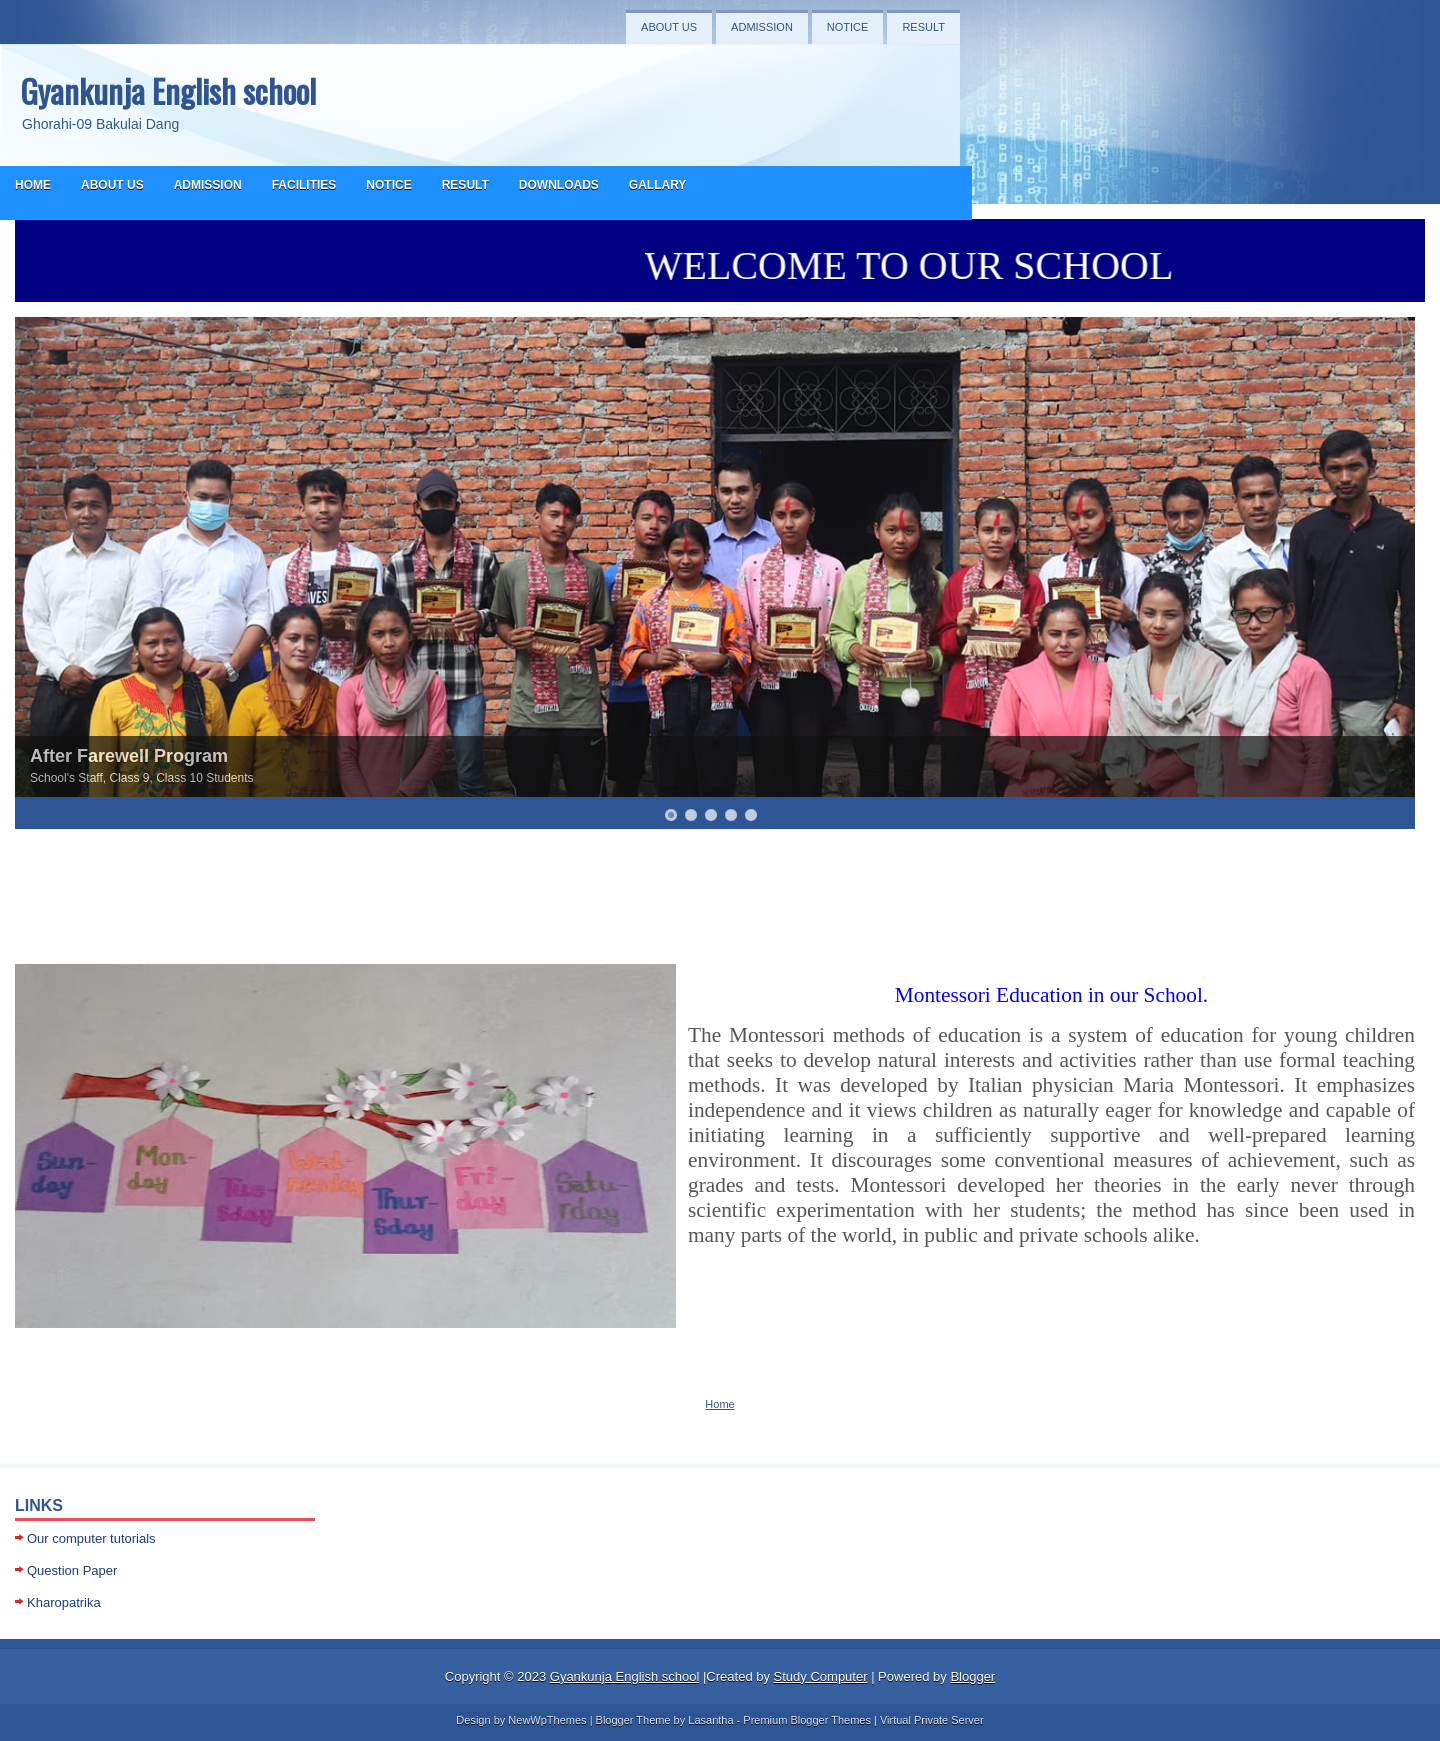 ABOUT US ADMISSION NOTICE RESULT
Gyankunja English school
Ghorahi-09 Bakulai Dang
HOME ABOUT US ADMISSION FACILITIES NOTICE RESULT DOWNLOADS GALLARY
WELCOME TO OUR SCHOOL
After Farewell Program
School's Staff, Class 9, Class 10 Students
Sun-
day
Mon-
day
Tues-
sday
Wed-
nesday
Thur-
sday
Fri-
day
Satu-
rday
Montessori Education in our School.
The Montessori methods of education is a system of education for young children
that seeks to develop natural interests and activities rather than use formal teaching
methods. It was developed by Italian physician Maria Montessori. It emphasizes
independence and it views children as naturally eager for knowledge and capable of
initiating learning in a sufficiently supportive and well-prepared learning
environment. It discourages some conventional measures of achievement, such as
grades and tests. Montessori developed her theories in the early never through
scientific experimentation with her students; the method has since been used in
many parts of the world, in public and private schools alike.
Home
LINKS
Our computer tutorials
Question Paper
Kharopatrika
Copyright © 2023 Gyankunja English school |Created by Study Computer | Powered by Blogger
Design by NewWpThemes | Blogger Theme by Lasantha - Premium Blogger Themes | Virtual Private Server